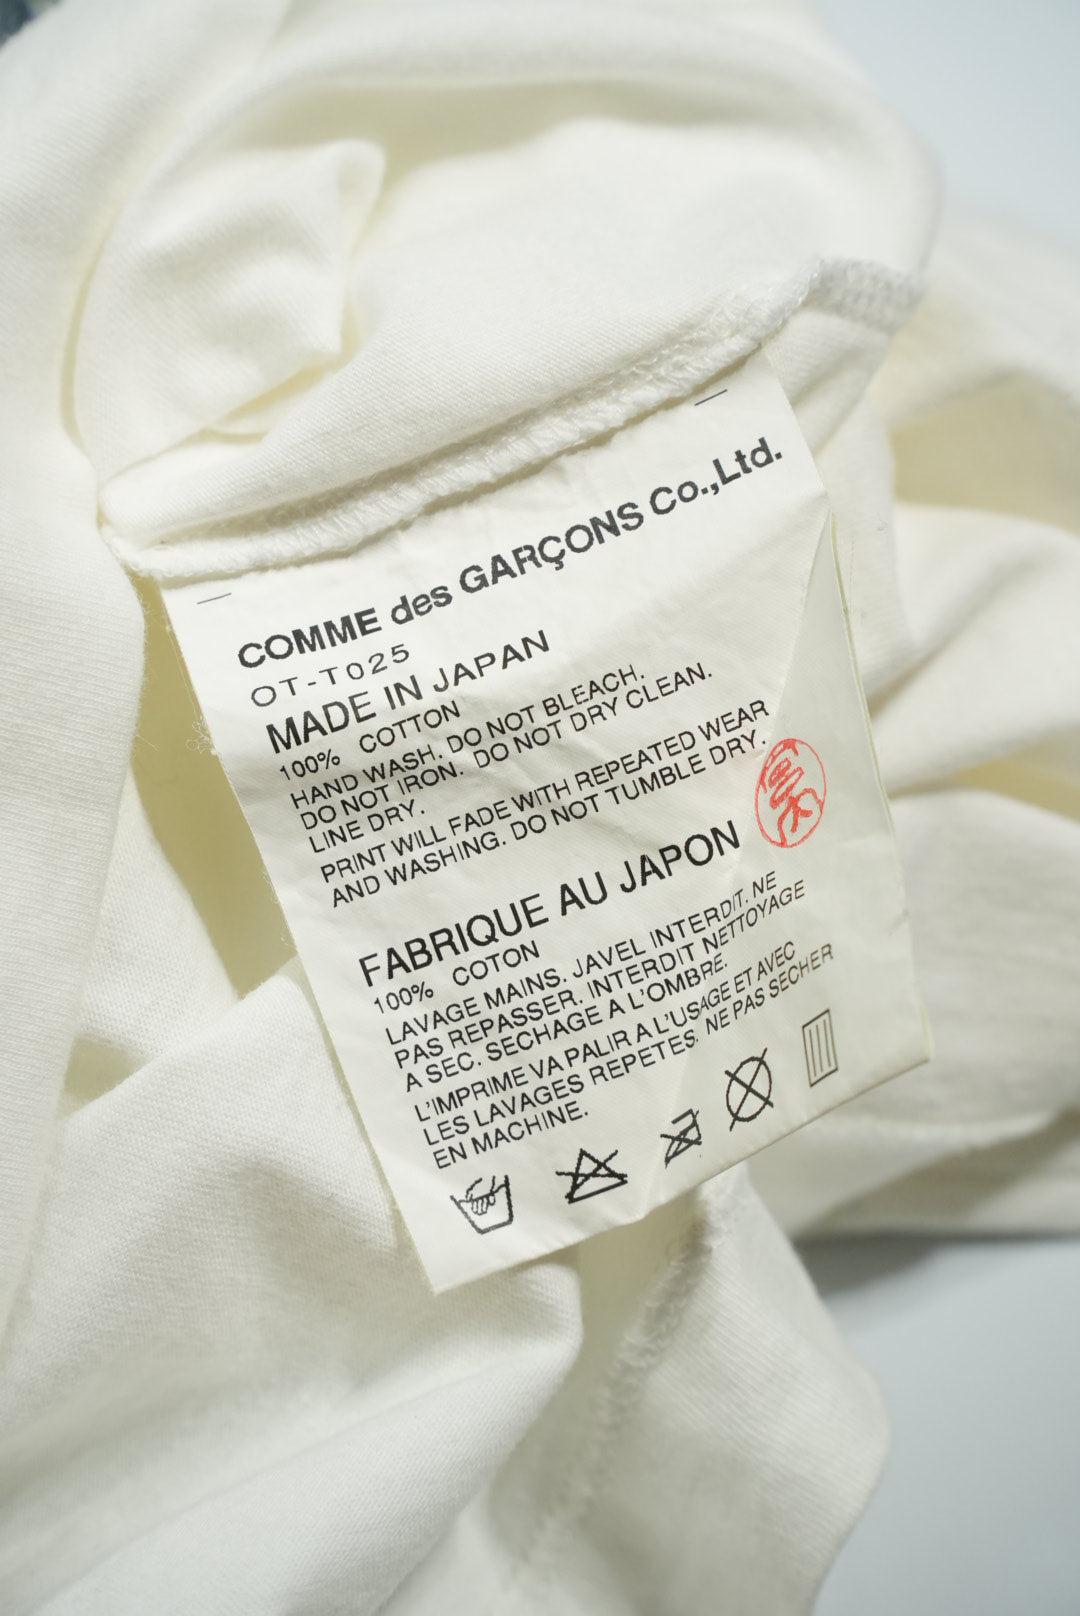 COMME des GARÇONS Co.,Ltd.
OT-T025
MADE IN JAPAN
100% COTTON
HAND WASH. DO NOT BLEACH.
DO NOT IRON. DO NOT DRY CLEAN.
LINE DRY.
PRINT WILL FADE WITH REPEATED WEAR
AND WASHING. DO NOT TUMBLE DRY.
FABRIQUE AU JAPON
100% COTON
LAVAGE MAINS. JAVEL INTERDIT. NE
PAS REPASSER. INTERDIT NETTOYAGE
A SEC. SECHAGE A L'OMBRE.
L'IMPRIME VA PALIR A L'USAGE ET AVEC
LES LAVAGES REPETES. NE PAS SECHER
EN MACHINE.